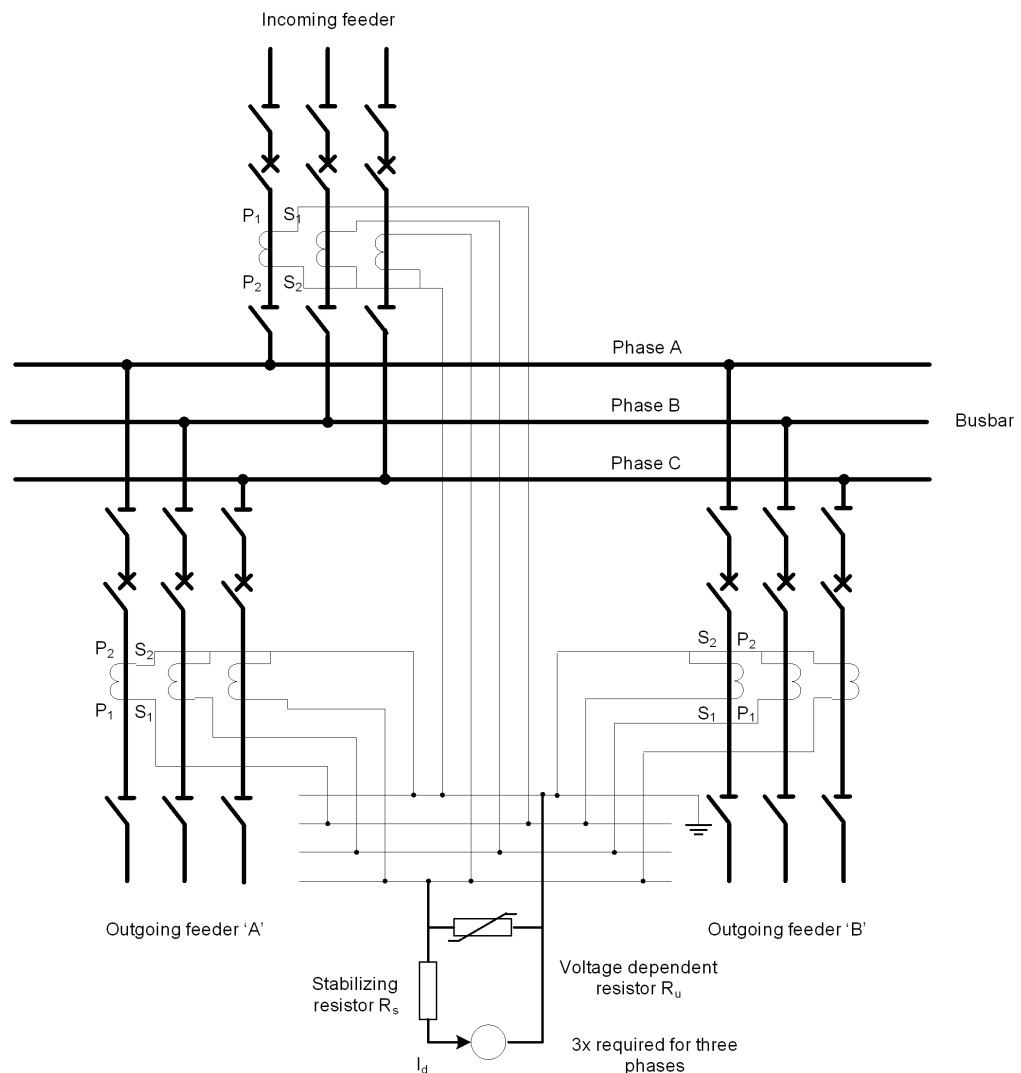 Incoming feeder
P₁ S₁
P₂ S₂
Phase A
Phase B
Busbar
Phase C
P₂ S₂
S₂ P₂
P₁ S₁
S₁ P₁
Outgoing feeder ‘A’
Outgoing feeder ‘B’
Voltage dependent
resistor Rᵤ
Stabilizing
resistor Rₛ
3x required for three
phases
I_d